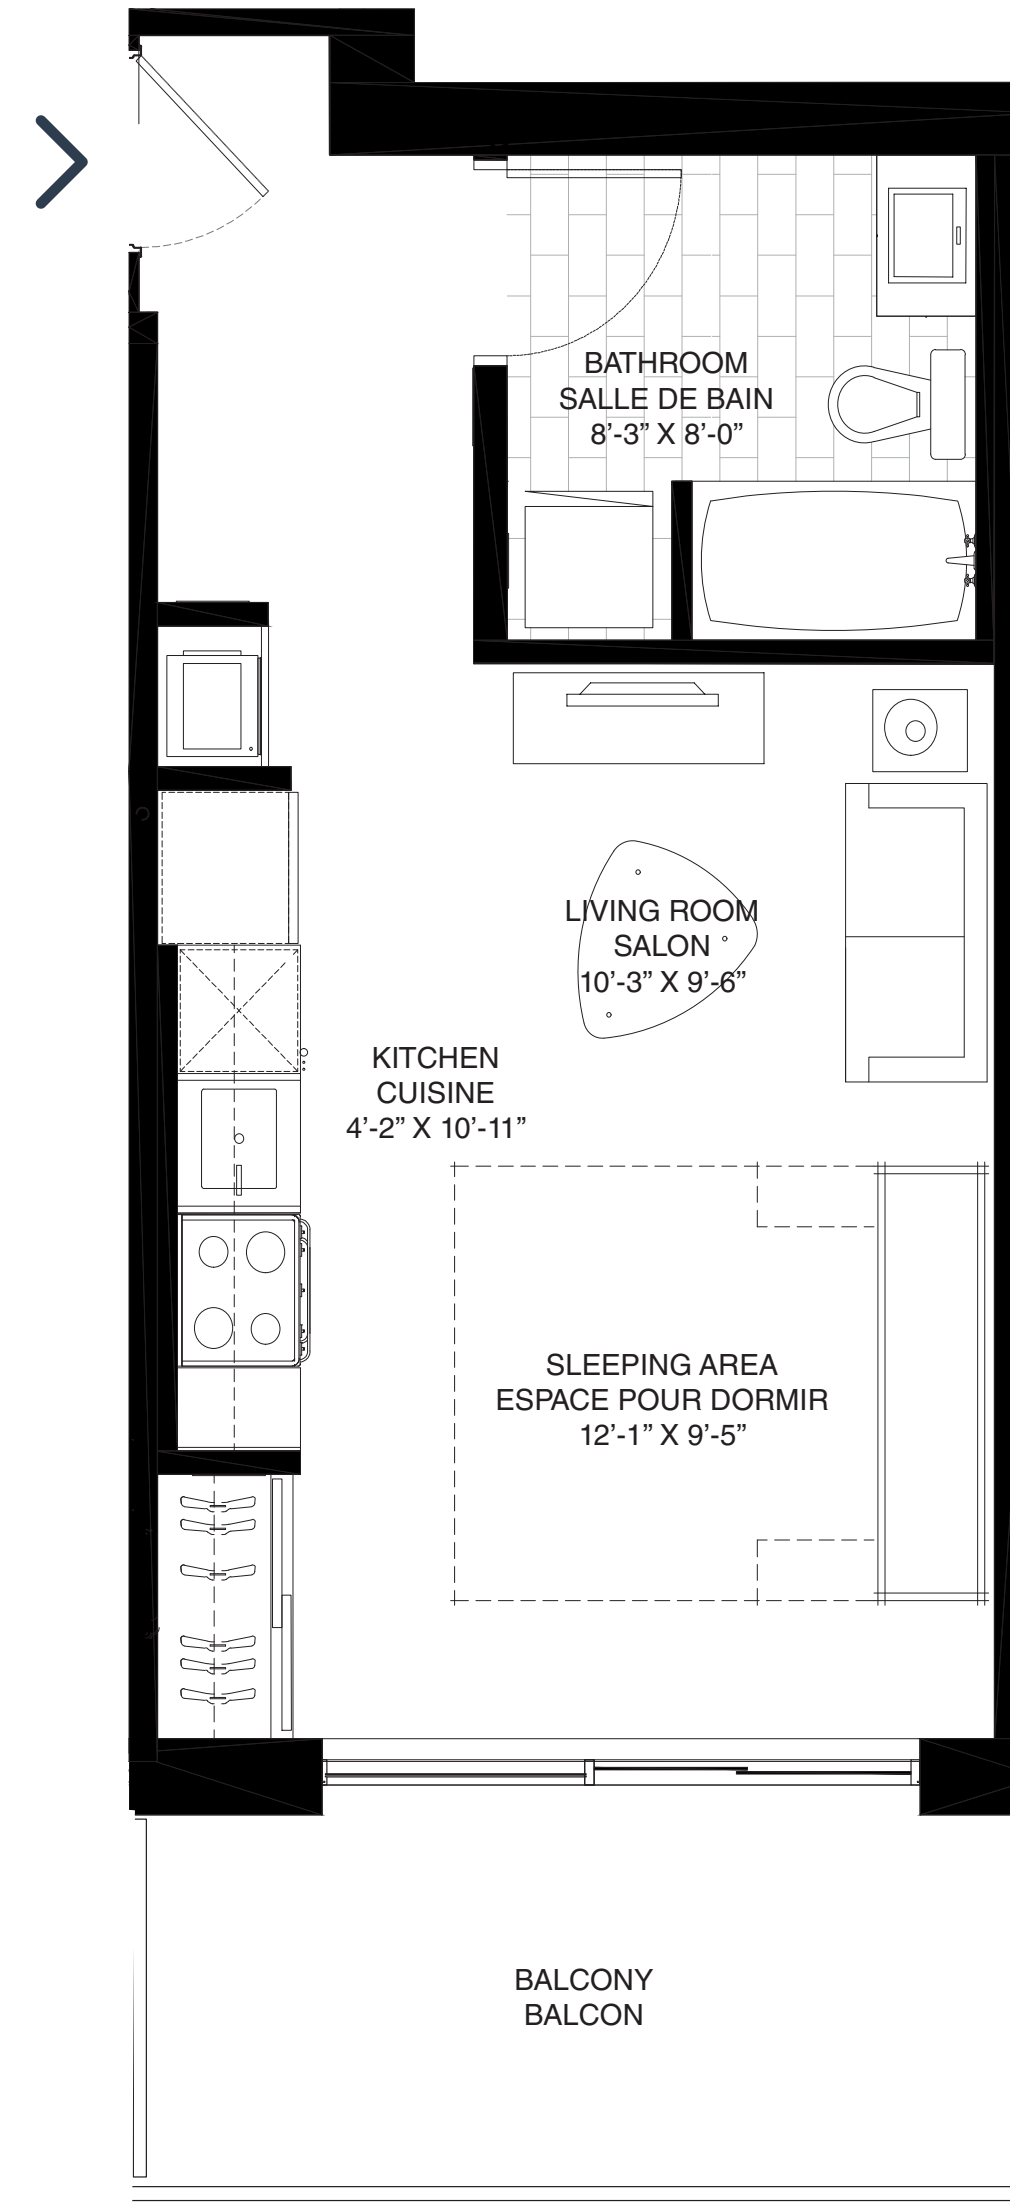 BATHROOM
SALLE DE BAIN
8’-3” X 8’-0”
LIVING ROOM
SALON
10’-3” X 9’-6”
KITCHEN
CUISINE
4’-2” X 10’-11”
SLEEPING AREA
ESPACE POUR DORMIR
12’-1” X 9’-5”
BALCONY
BALCON